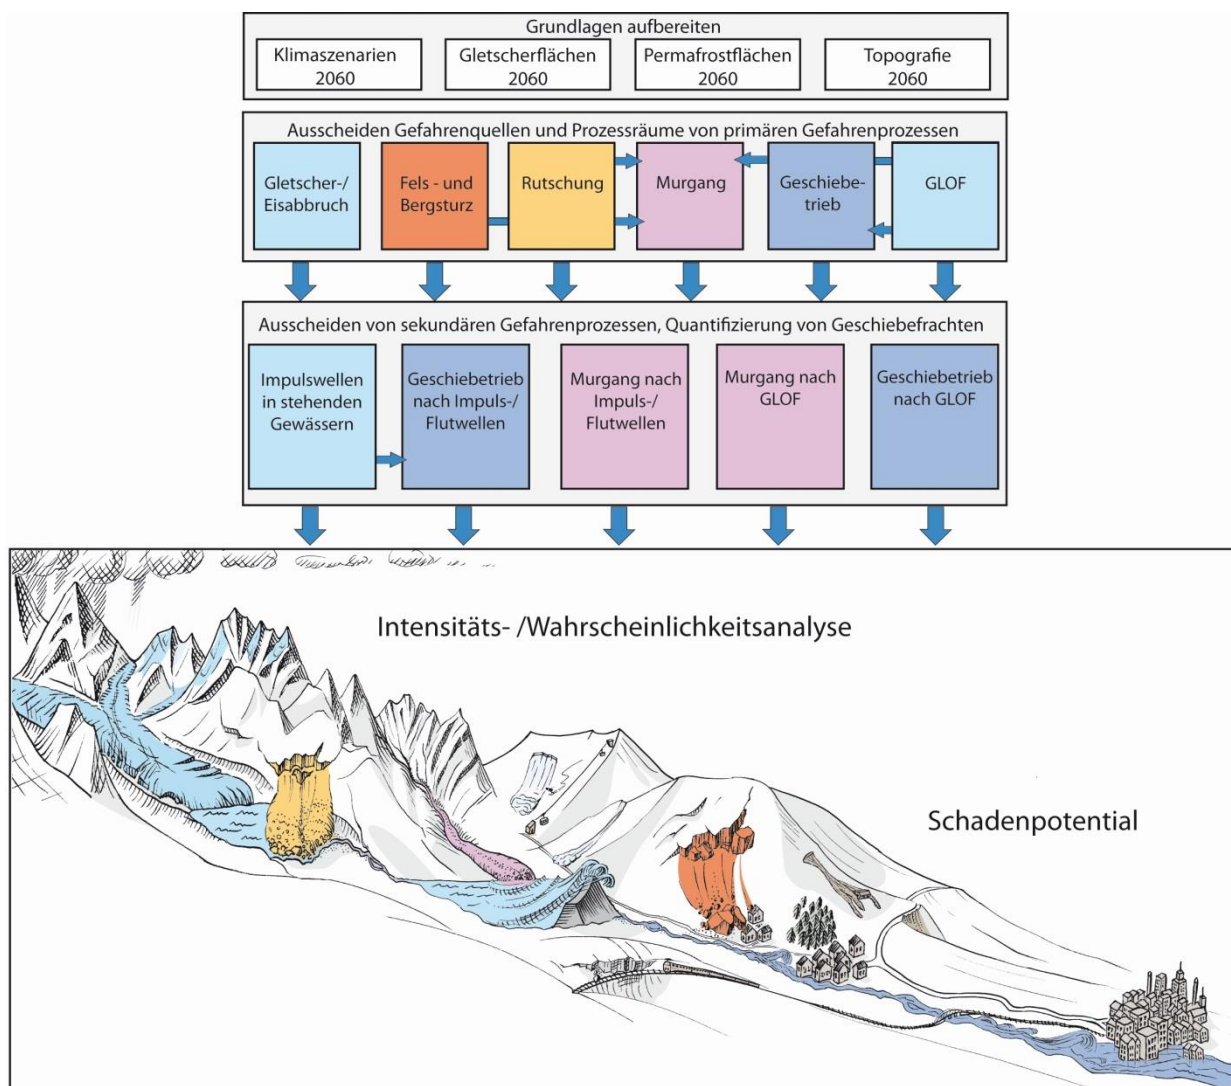 Grundlagen aufbereiten
Klimaszenarien
2060
Gletscherflächen
2060
Permafrostflächen
2060
Topografie
2060
Ausscheiden Gefahrenquellen und Prozessräume von primären Gefahrenprozessen
Gletscher-/
Eisabbruch
Fels - und
Bergsturz
Rutschung
Murgang
Geschiebe-
trieb
GLOF
Ausscheiden von sekundären Gefahrenprozessen, Quantifizierung von Geschiebefrachten
Impulswellen
in stehenden
Gewässern
Geschiebetrieb
nach Impuls-/
Flutwellen
Murgang nach
Impuls-/
Flutwellen
Murgang nach
GLOF
Geschiebetrieb
nach GLOF
Intensitäts- /Wahrscheinlichkeitsanalyse
Schadenpotential